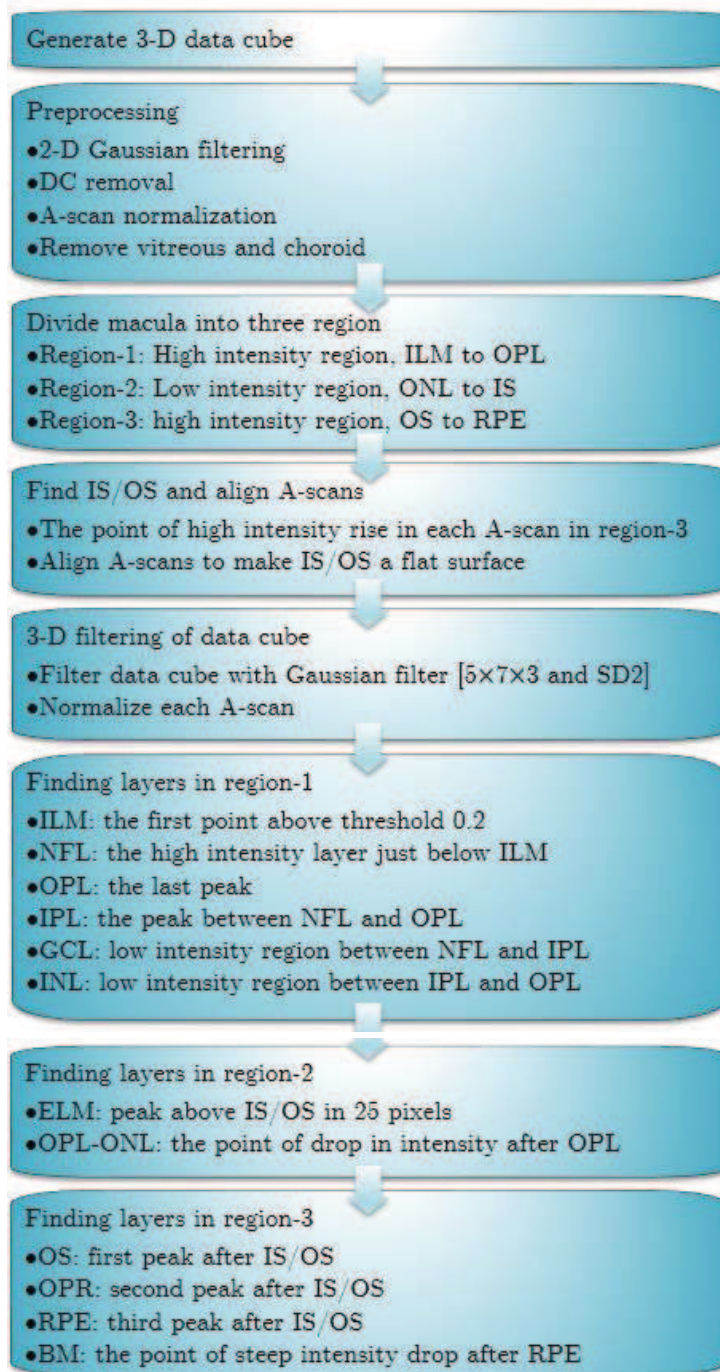 Generate 3-D data cube
Preprocessing
•2-D Gaussian filtering
•DC removal
•A-scan normalization
•Remove vitreous and choroid
Divide macula into three region
•Region-1: High intensity region, ILM to OPL
•Region-2: Low intensity region, ONL to IS
•Region-3: high intensity region, OS to RPE
Find IS/OS and align A-scans
•The point of high intensity rise in each A-scan in region-3
•Align A-scans to make IS/OS a flat surface
3-D filtering of data cube
•Filter data cube with Gaussian filter [5×7×3 and SD2]
•Normalize each A-scan
Finding layers in region-1
•ILM: the first point above threshold 0.2
•NFL: the high intensity layer just below ILM
•OPL: the last peak
•IPL: the peak between NFL and OPL
•GCL: low intensity region between NFL and IPL
•INL: low intensity region between IPL and OPL
Finding layers in region-2
•ELM: peak above IS/OS in 25 pixels
•OPL-ONL: the point of drop in intensity after OPL
Finding layers in region-3
•OS: first peak after IS/OS
•OPR: second peak after IS/OS
•RPE: third peak after IS/OS
•BM: the point of steep intensity drop after RPE